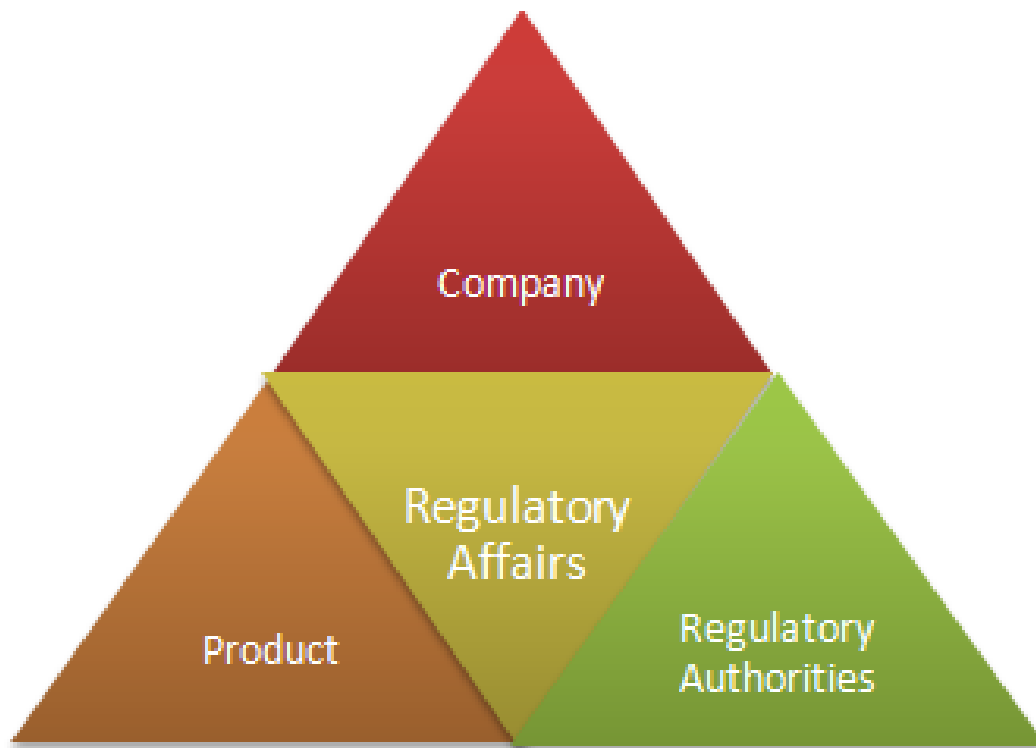 Company
Regulatory
Affairs
Product
Regulatory
Authorities